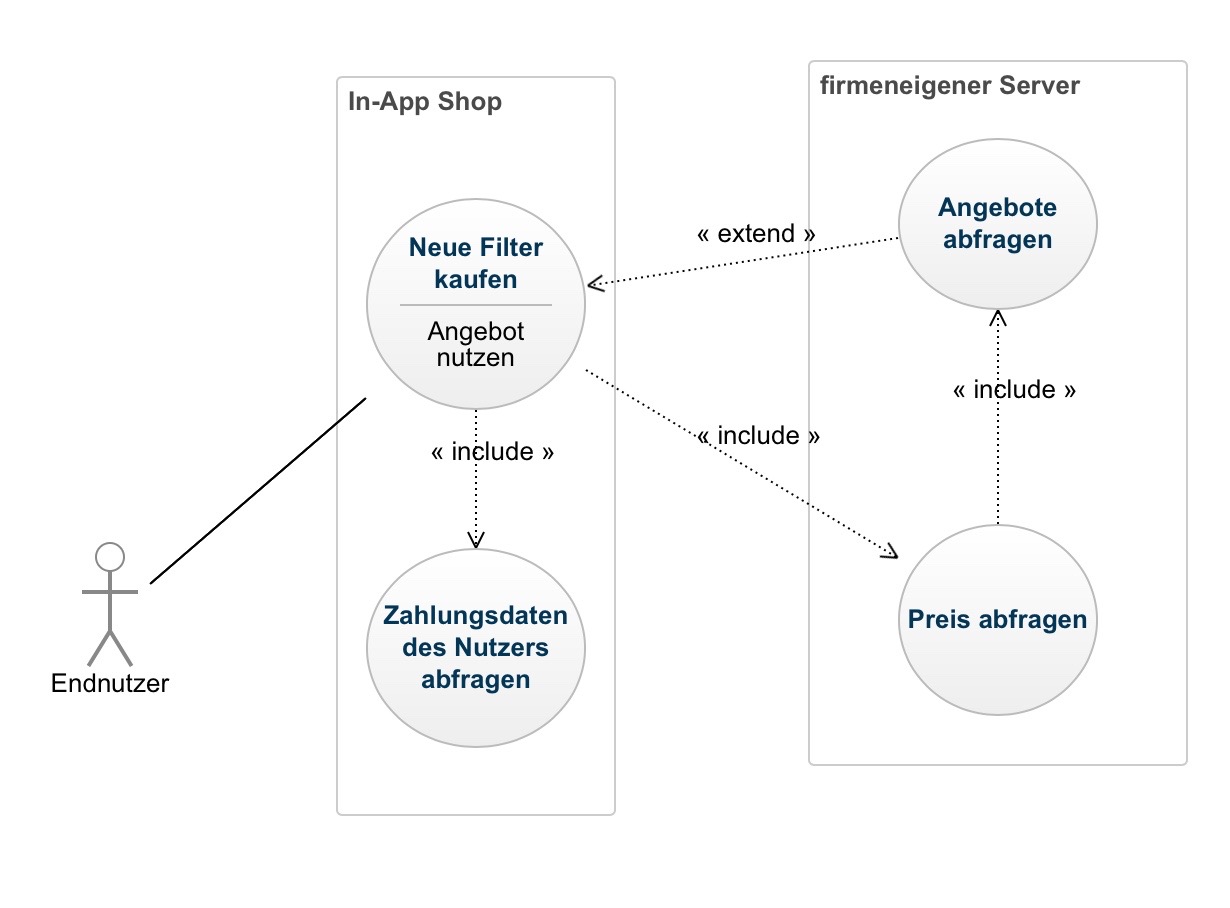 In-App Shop
firmeneigener Server
Neue Filter
kaufen
Angebot
nutzen
« extend »
Angebote
abfragen
« include »
« include »
« include »
Zahlungsdaten
des Nutzers
abfragen
Preis abfragen
Endnutzer